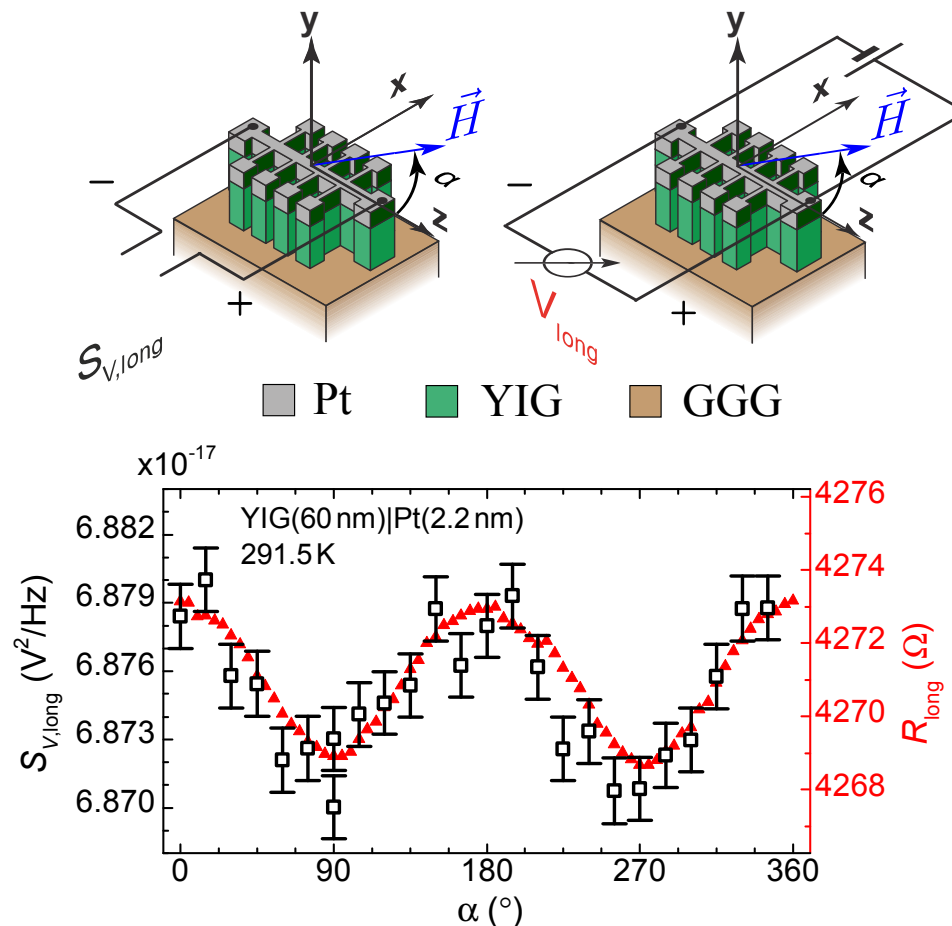 y y
x x
H⃗ H⃗
− α − α
z z
+ V_long +
S_V,long
Pt YIG GGG
x10⁻¹⁷
YIG(60 nm)|Pt(2.2 nm)
291.5 K
6.882
6.879
6.876
6.873
6.870
S_V,long (V²/Hz)
4276
4274
4272
4270
4268
R_long (Ω)
0 90 180 270 360
α (°)